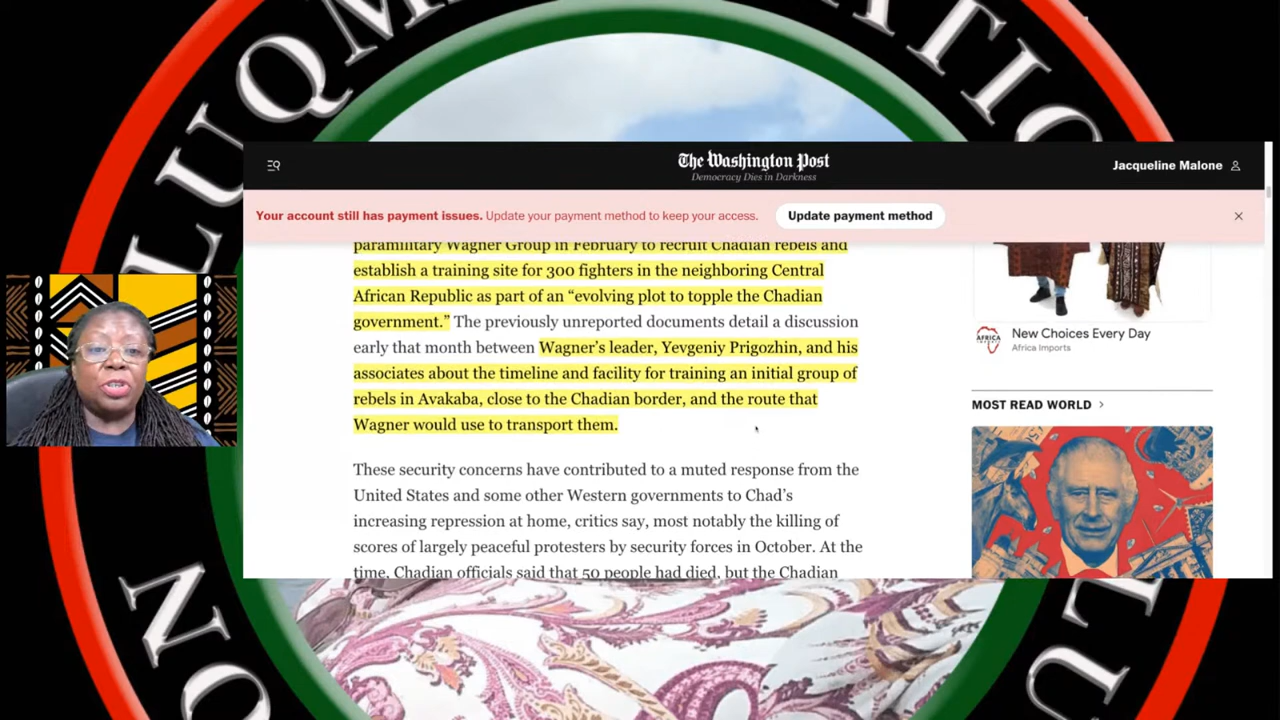 LUQM
ATIO
The Washington Post
Democracy Dies in Darkness
Jacqueline Malone
Your account still has payment issues. Update your payment method to keep your access.
Update payment method
paramilitary Wagner Group in February to recruit Chadian rebels and
establish a training site for 300 fighters in the neighboring Central
African Republic as part of an “evolving plot to topple the Chadian
government.” The previously unreported documents detail a discussion
early that month between Wagner’s leader, Yevgeniy Prigozhin, and his
associates about the timeline and facility for training an initial group of
rebels in Avakaba, close to the Chadian border, and the route that
Wagner would use to transport them.
These security concerns have contributed to a muted response from the
United States and some other Western governments to Chad’s
increasing repression at home, critics say, most notably the killing of
scores of largely peaceful protesters by security forces in October. At the
time, Chadian officials said that 50 people had died, but the Chadian
AFRICA
New Choices Every Day
Africa Imports
MOST READ WORLD >
NO
LU